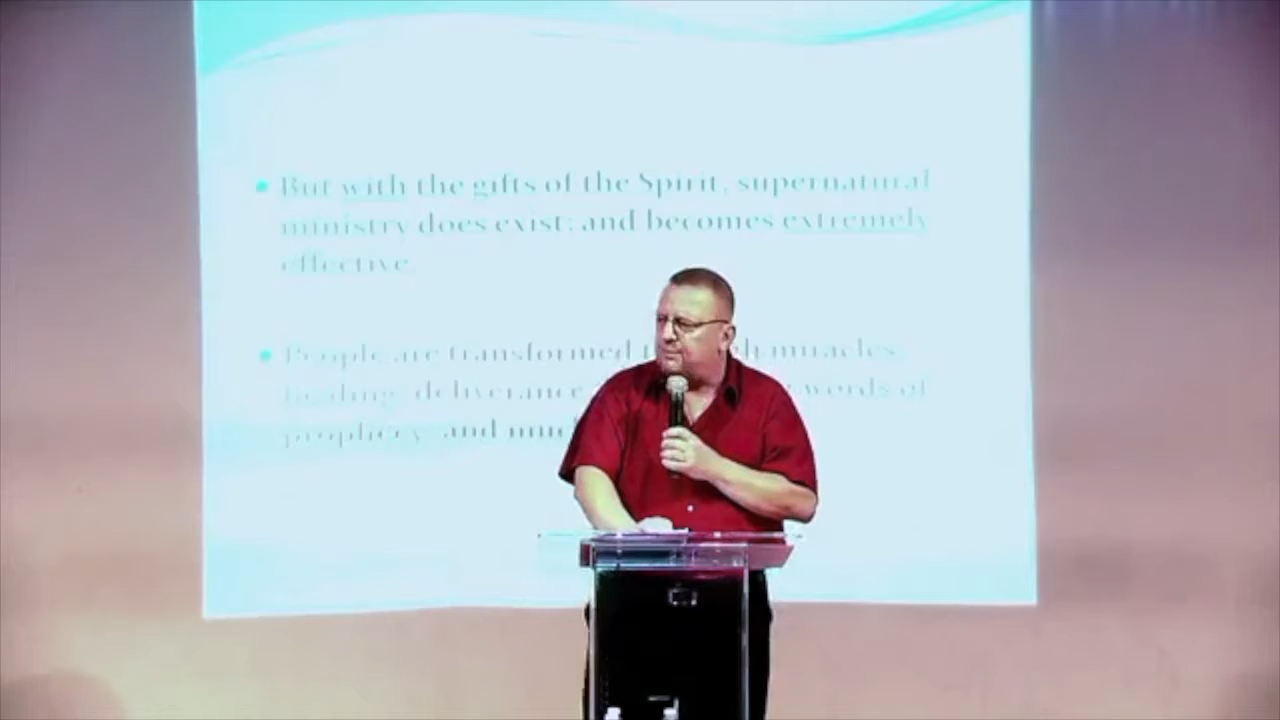 • But with the gifts of the Spirit, supernatural
ministry does exist; and becomes extremely
effective.
• People are transformed miracles,
healing, deliverance words of
prophecy, and